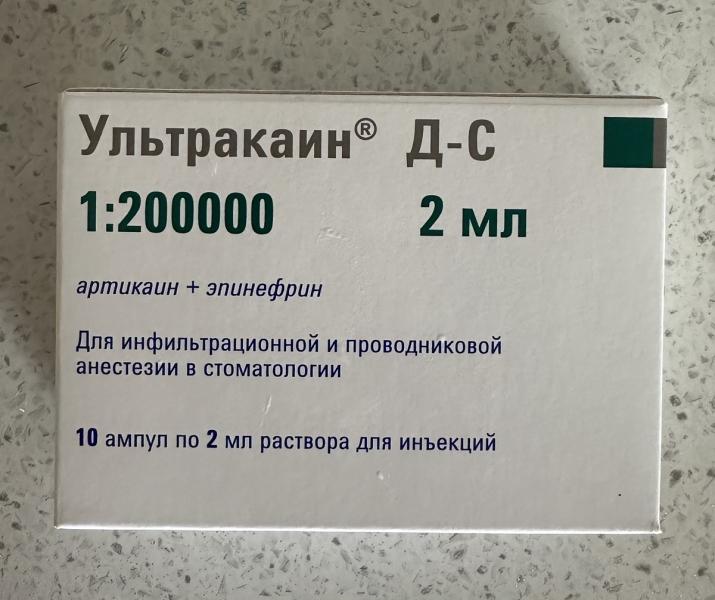 Ультракаин® Д-С
1:200000 2 мл
артикаин + эпинефрин
Для инфильтрационной и проводниковой
анестезии в стоматологии
10 ампул по 2 мл раствора для инъекций